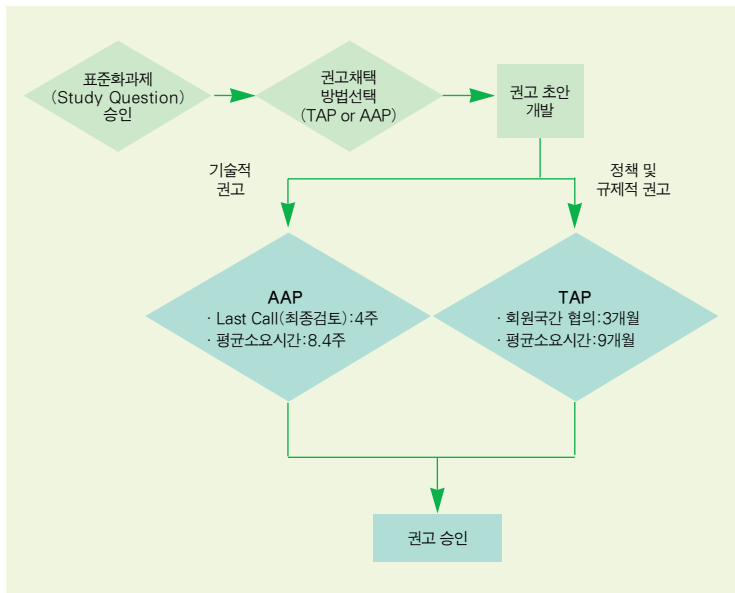 표준화과제
(Study Question)
승인
권고채택
방법선택
(TAP or AAP)
권고 초안
개발
기술적
권고
정책 및
규제적 권고
AAP
· Last Call(최종검토):4주
· 평균소요시간:8.4주
TAP
· 회원국간 협의:3개월
· 평균소요시간:9개월
권고 승인